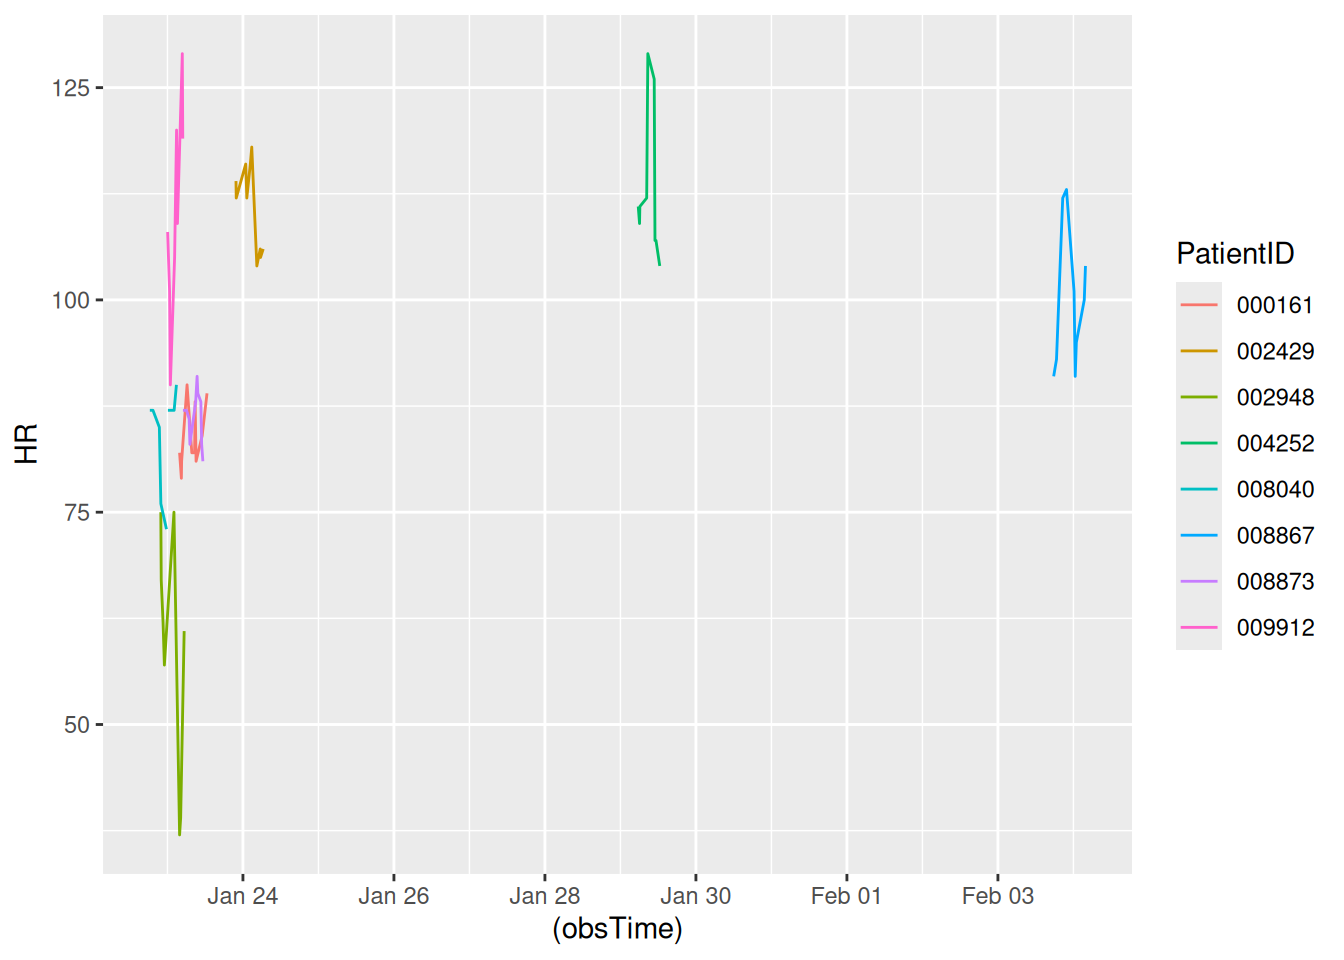 125
100
75
50
HR
Jan 24
Jan 26
Jan 28
Jan 30
Feb 01
Feb 03
(obsTime)
PatientID
000161
002429
002948
004252
008040
008867
008873
009912